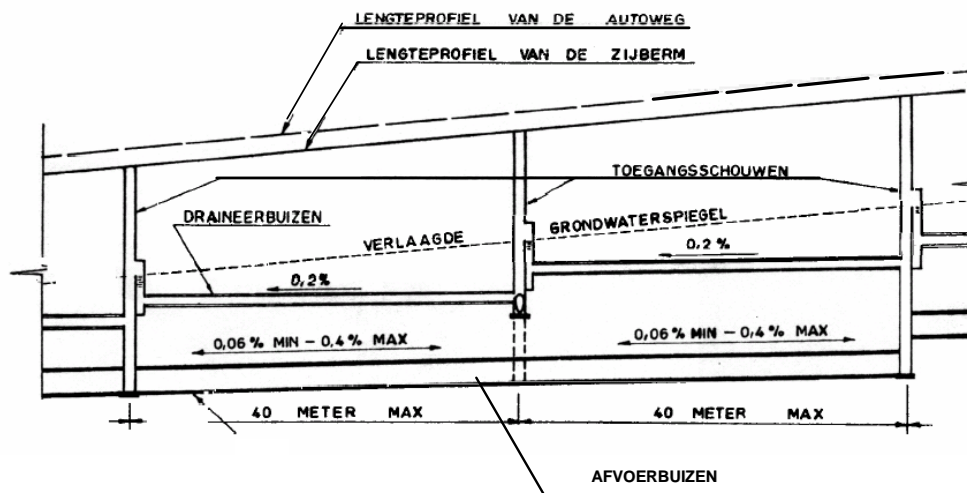 LENGTEPROFIEL VAN DE AUTOWEG
LENGTEPROFIEL VAN DE ZIJBERM
TOEGANGSSCHOUWEN
DRAINEERBUIZEN
VERLAAGDE GRONDWATERSPIEGEL
0,2%
0,2%
0,06% MIN - 0,4% MAX
0,06% MIN - 0,4% MAX
40 METER MAX
40 METER MAX
AFVOERBUIZEN